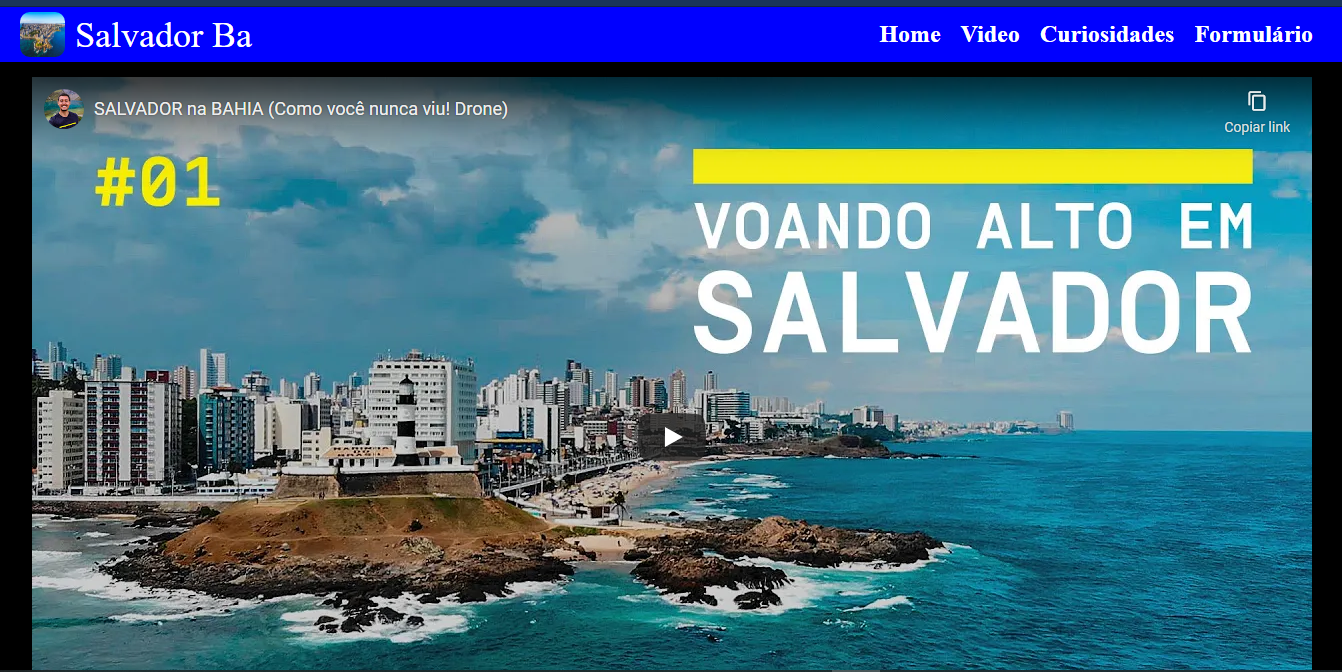 Salvador Ba
Home Video Curiosidades Formulário
SALVADOR na BAHIA (Como você nunca viu! Drone)
Copiar link
#01
VOANDO ALTO EM
SALVADOR